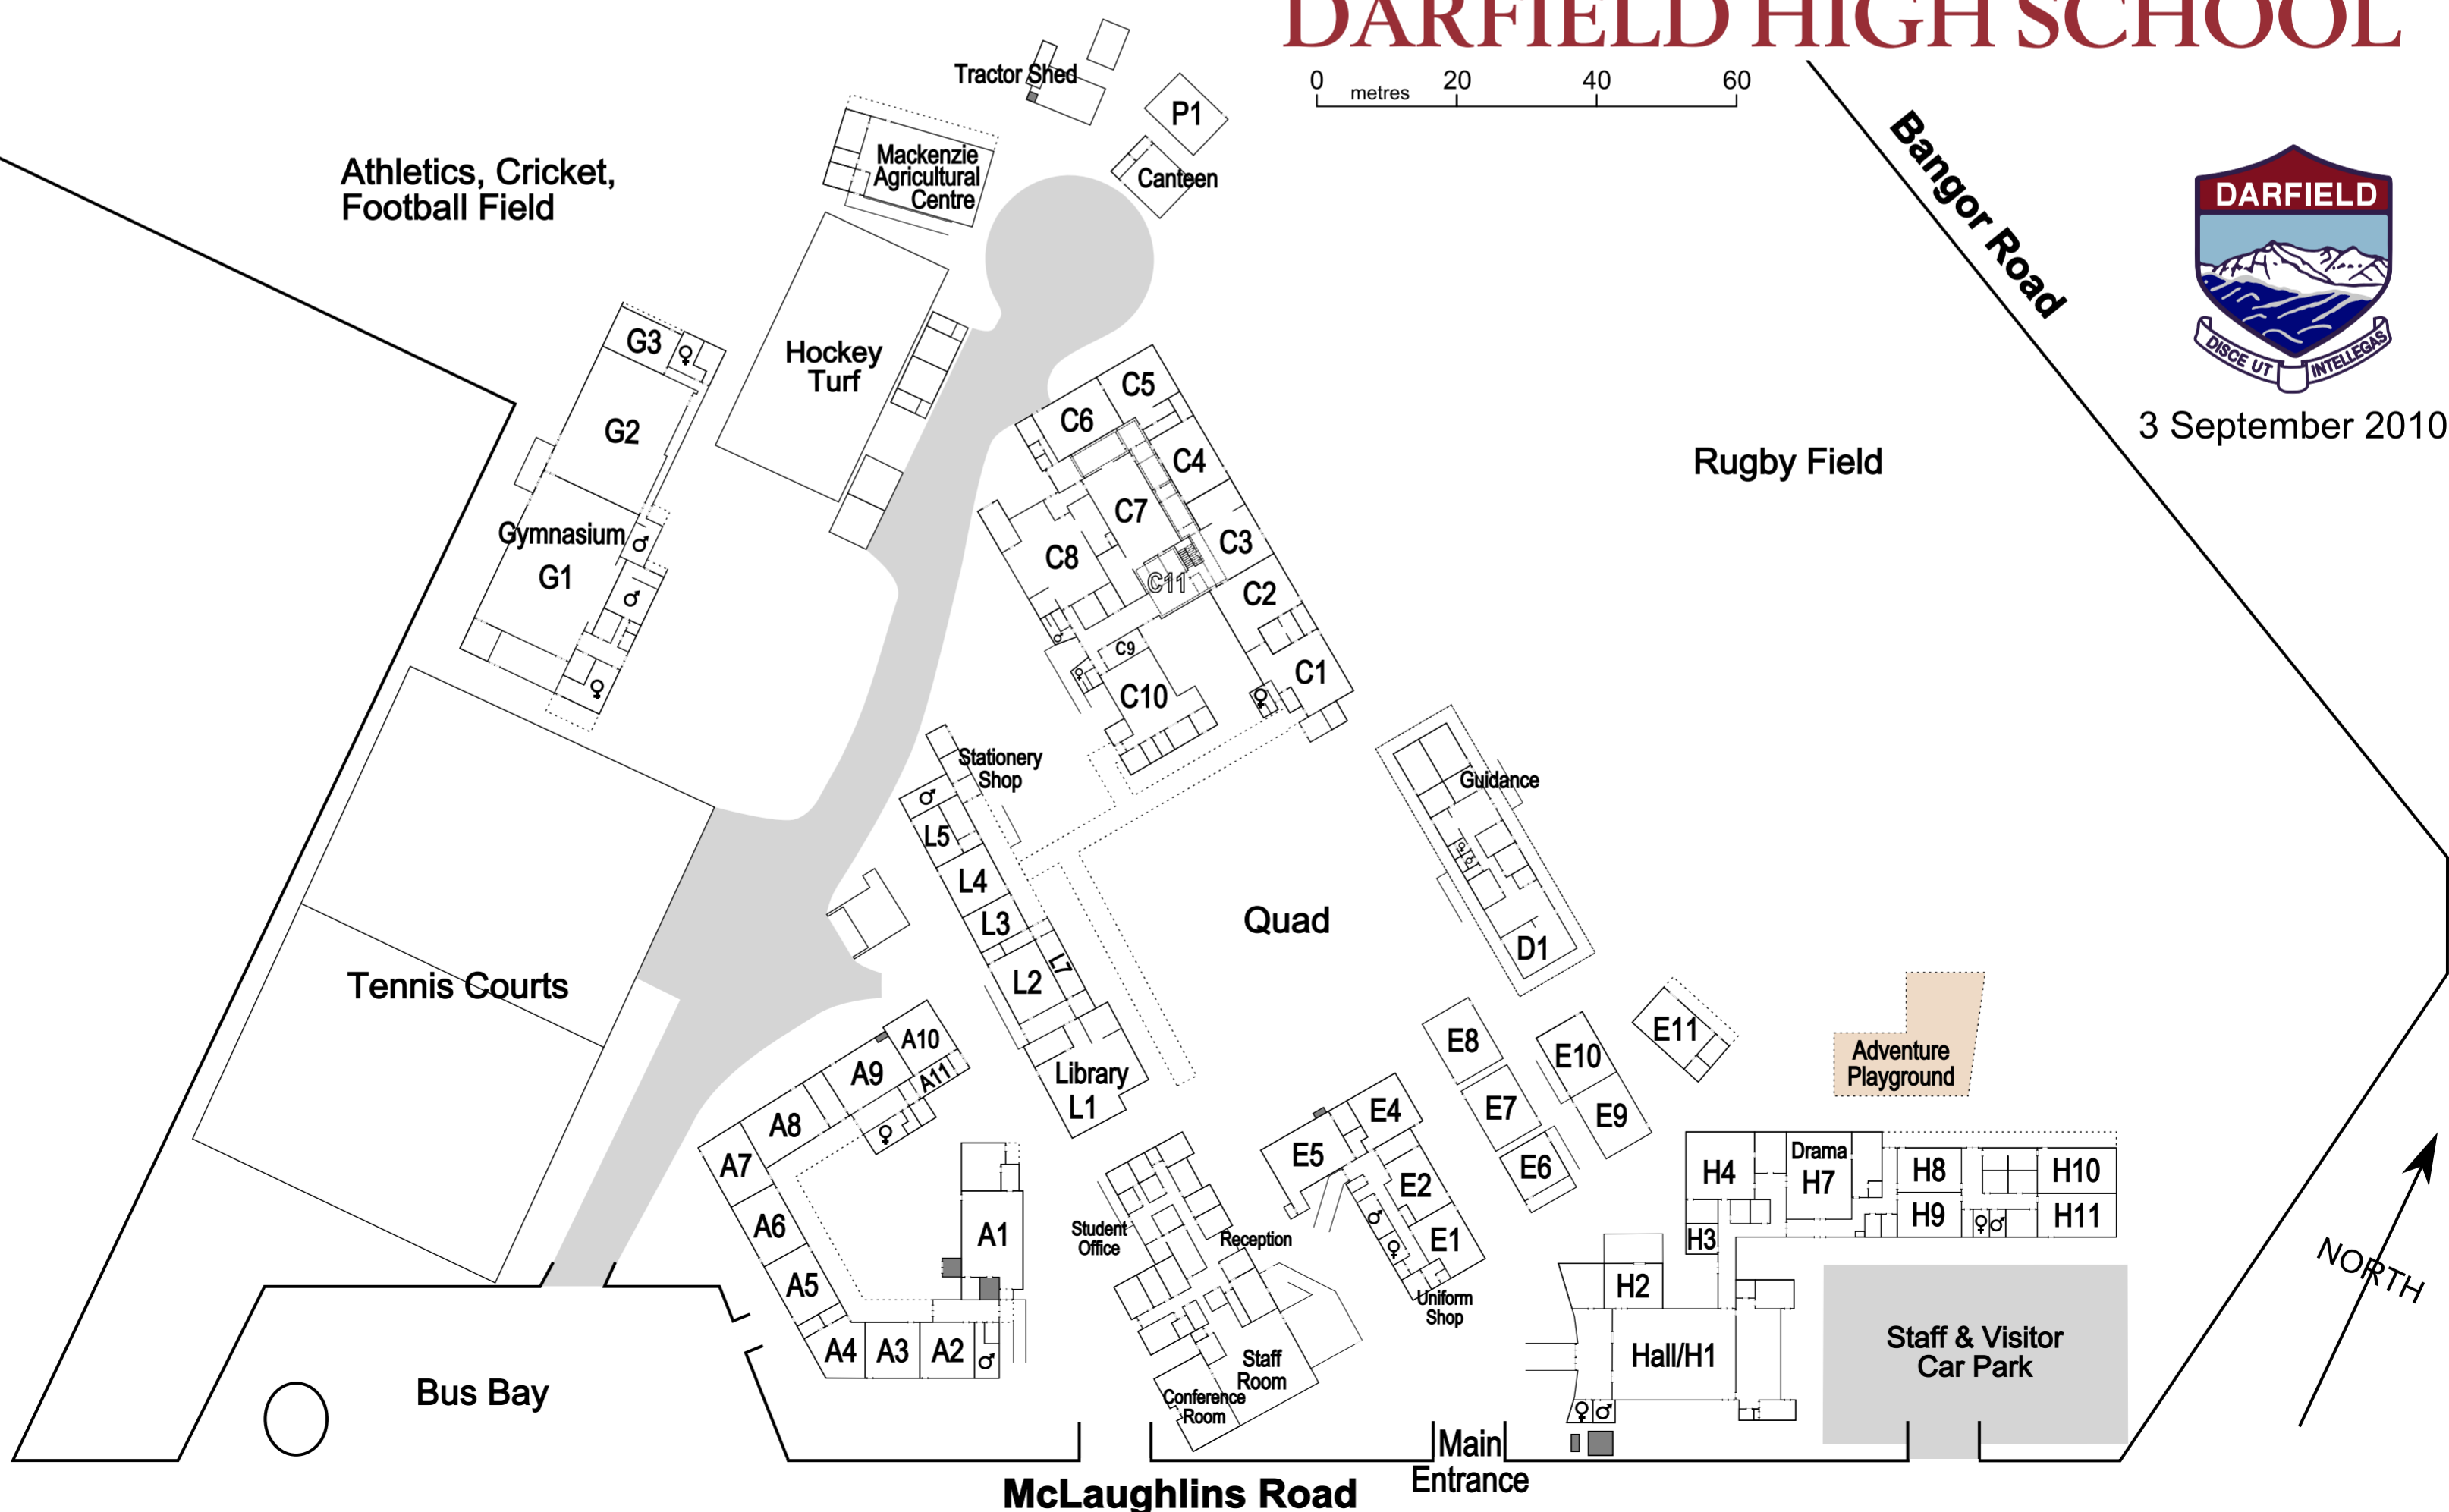 DARFIELD HIGH SCHOOL
0 20 40 60
metres
Tractor Shed
P1
Canteen
Mackenzie
Agricultural
Centre
Athletics, Cricket,
Football Field
Bangor Road
DARFIELD
DISCE UT INTELLEGAS
3 September 2010
Rugby Field
Hockey
Turf
G3
♀
G2
Gymnasium
♂
G1
♂
♀
C5
C6
C4
C7
C3
C8
C11
C2
♂
C9
♀
C1
C10
♀
Stationery
Shop
♂
L5
L4
L3
L7
L2
Library
L1
Guidance
♀
♂
D1
Quad
Tennis Courts
A10
A9
A11
A8
♀
A7
A6
A1
A5
A4
A3
A2
♂
Student
Office
Reception
Staff
Room
Conference
Room
E8
E10
E11
E7
E9
E4
E5
E6
E2
♂
E1
♀
Uniform
Shop
Adventure
Playground
Drama
H4
H7
H8
H10
H9
♀♂
H11
H3
H2
Hall/H1
♀ ♂
Staff & Visitor
Car Park
NORTH
Bus Bay
Main
Entrance
McLaughlins Road